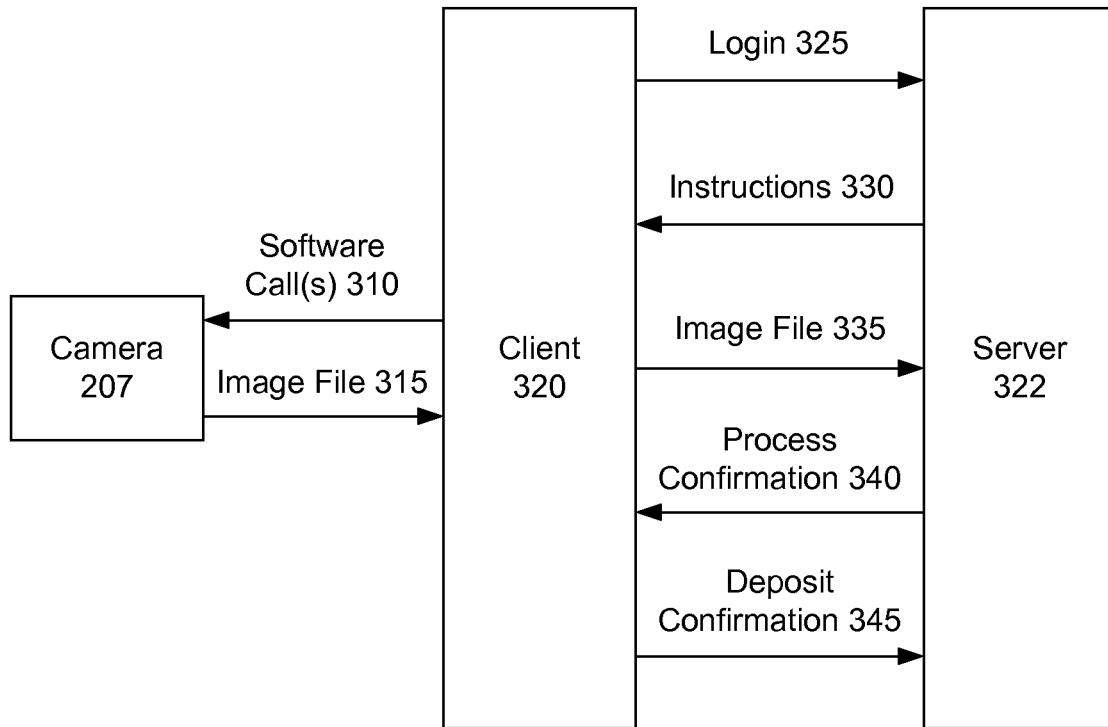 Login 325
Instructions 330
Software
Call(s) 310
Image File 335
Camera
207
Client
320
Server
322
Image File 315
Process
Confirmation 340
Deposit
Confirmation 345